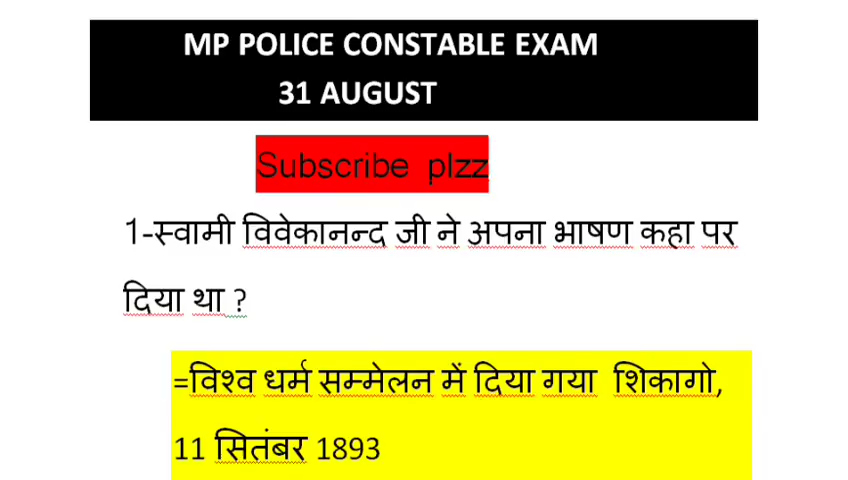 MP POLICE CONSTABLE EXAM
31 AUGUST
Subscribe plzz
1-स्वामी विवेकानन्द जी ने अपना भाषण कहा पर
दिया था ?
=विश्व धर्म सम्मेलन में दिया गया शिकागो,
11 सितंबर 1893